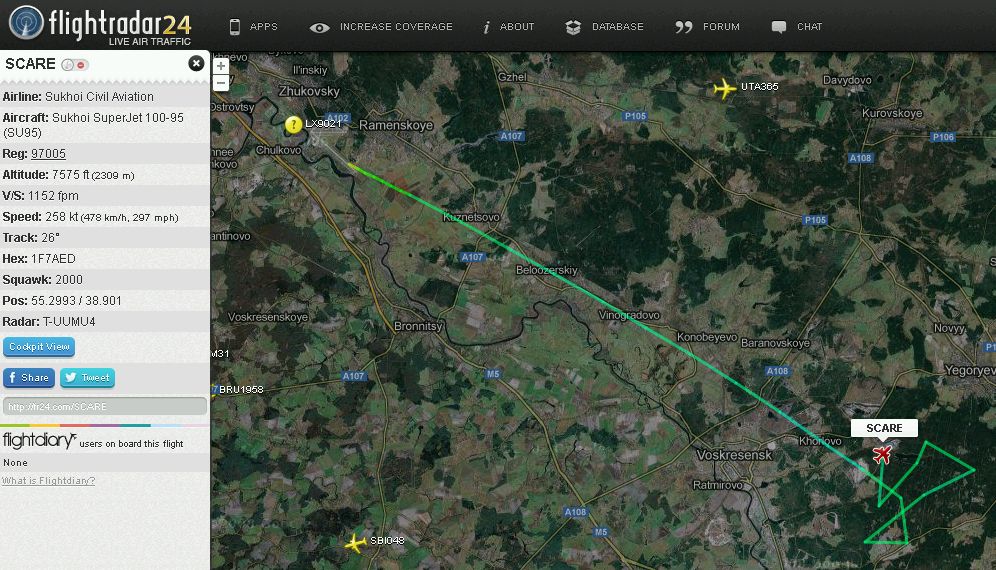 flightradar24
LIVE AIR TRAFFIC
APPS
INCREASE COVERAGE
ABOUT
DATABASE
FORUM
CHAT
SCARE
Airline: Sukhoi Civil Aviation
Aircraft: Sukhoi SuperJet 100-95
(SU95)
Reg: 97005
Altitude: 7575 ft (2309 m)
V/S: 1152 fpm
Speed: 258 kt (478 km/h, 297 mph)
Track: 26°
Hex: 1F7AED
Squawk: 2000
Pos: 55.2993 / 38.901
Radar: T-UUMU4
Cockpit View
Share
Tweet
http://fr24.com/SCARE
flightdiary users on board this flight
None
What is Flightdiary?
+
−
Il'inskiy
Zhukovsky
Gzhel
UTA365
Davydovo
Kurovskoye
Ostrovtsy
A102
P105
? LX9021
Ramenskoye
A107
P106
Chulkovo
A108
Kuznetsovo
P105
antinovo
A107
Beloozerskiy
Voskresenskoye
Bronnitsy
Vinogradovo
Konobeyevo
Baranovskoye
Novyy
M31
A107
M5
A108
Yegoryev
BRU1958
SCARE
Khorlovo
Voskresensk
Ratmirovo
A108
M5
SBI048